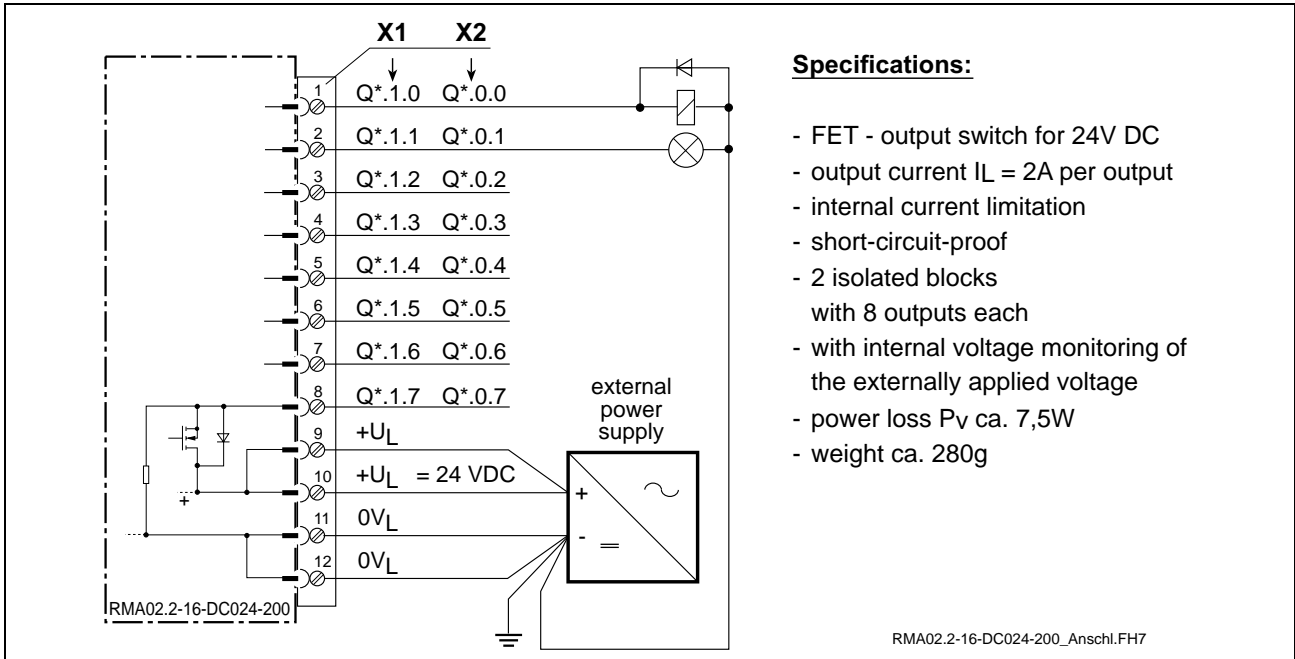 X1 X2
1 Q*.1.0 Q*.0.0
2 Q*.1.1 Q*.0.1
3 Q*.1.2 Q*.0.2
4 Q*.1.3 Q*.0.3
5 Q*.1.4 Q*.0.4
6 Q*.1.5 Q*.0.5
7 Q*.1.6 Q*.0.6
8 Q*.1.7 Q*.0.7
9 +UL
10 +UL = 24 VDC
11 0VL
12 0VL
+
RMA02.2-16-DC024-200
external
power
supply
+
-
Specifications:
- FET - output switch for 24V DC
- output current IL = 2A per output
- internal current limitation
- short-circuit-proof
- 2 isolated blocks
with 8 outputs each
- with internal voltage monitoring of
the externally applied voltage
- power loss Pv ca. 7,5W
- weight ca. 280g
RMA02.2-16-DC024-200_Anschl.FH7